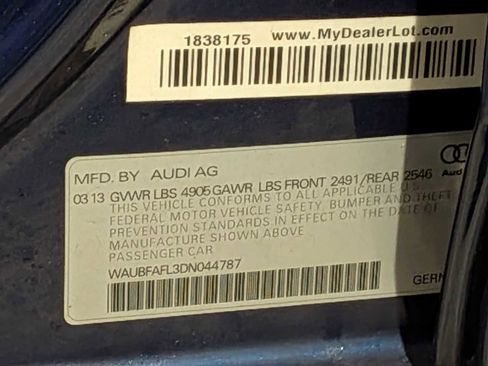 1838175 www.MyDealerLot.com
MFD. BY AUDI AG
Audi
03 13 GVWR LBS 4905 GAWR LBS FRONT 2491/REAR 2546
THIS VEHICLE CONFORMS TO ALL APPLICABLE U.S.
FEDERAL MOTOR VEHICLE SAFETY, BUMPER AND THEFT
PREVENTION STANDARDS IN EFFECT ON THE DATE OF
MANUFACTURE SHOWN ABOVE
PASSENGER CAR
WAUBFAFL3DN044787
GERN